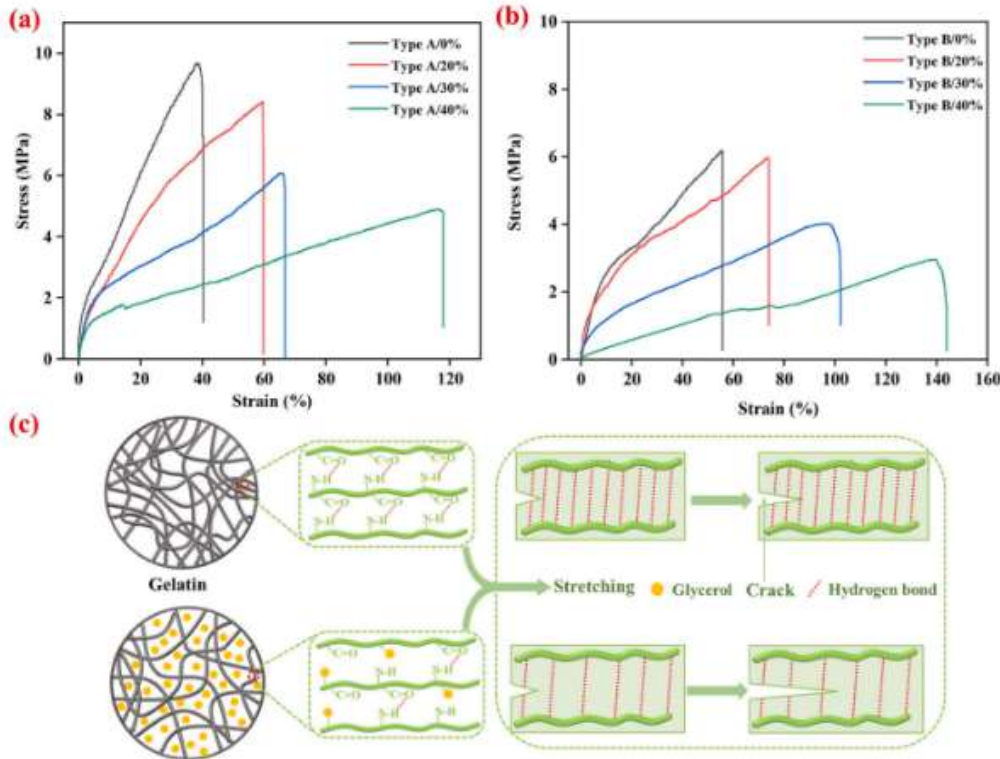 (a)
Type A/0%
Type A/20%
Type A/30%
Type A/40%
Stress (MPa)
10
8
6
4
2
0
0 20 40 60 80 100 120
Strain (%)
(b)
Type B/0%
Type B/20%
Type B/30%
Type B/40%
Stress (MPa)
10
8
6
4
2
0
0 20 40 60 80 100 120 140 160
Strain (%)
(c)
C=O C=O C=O
N-H N-H N-H
C=O C=O C=O
N-H N-H N-H
Gelatin
Stretching Glycerol Crack Hydrogen bond
C=O C=O
N-H N-H
C=O C=O
N-H N-H